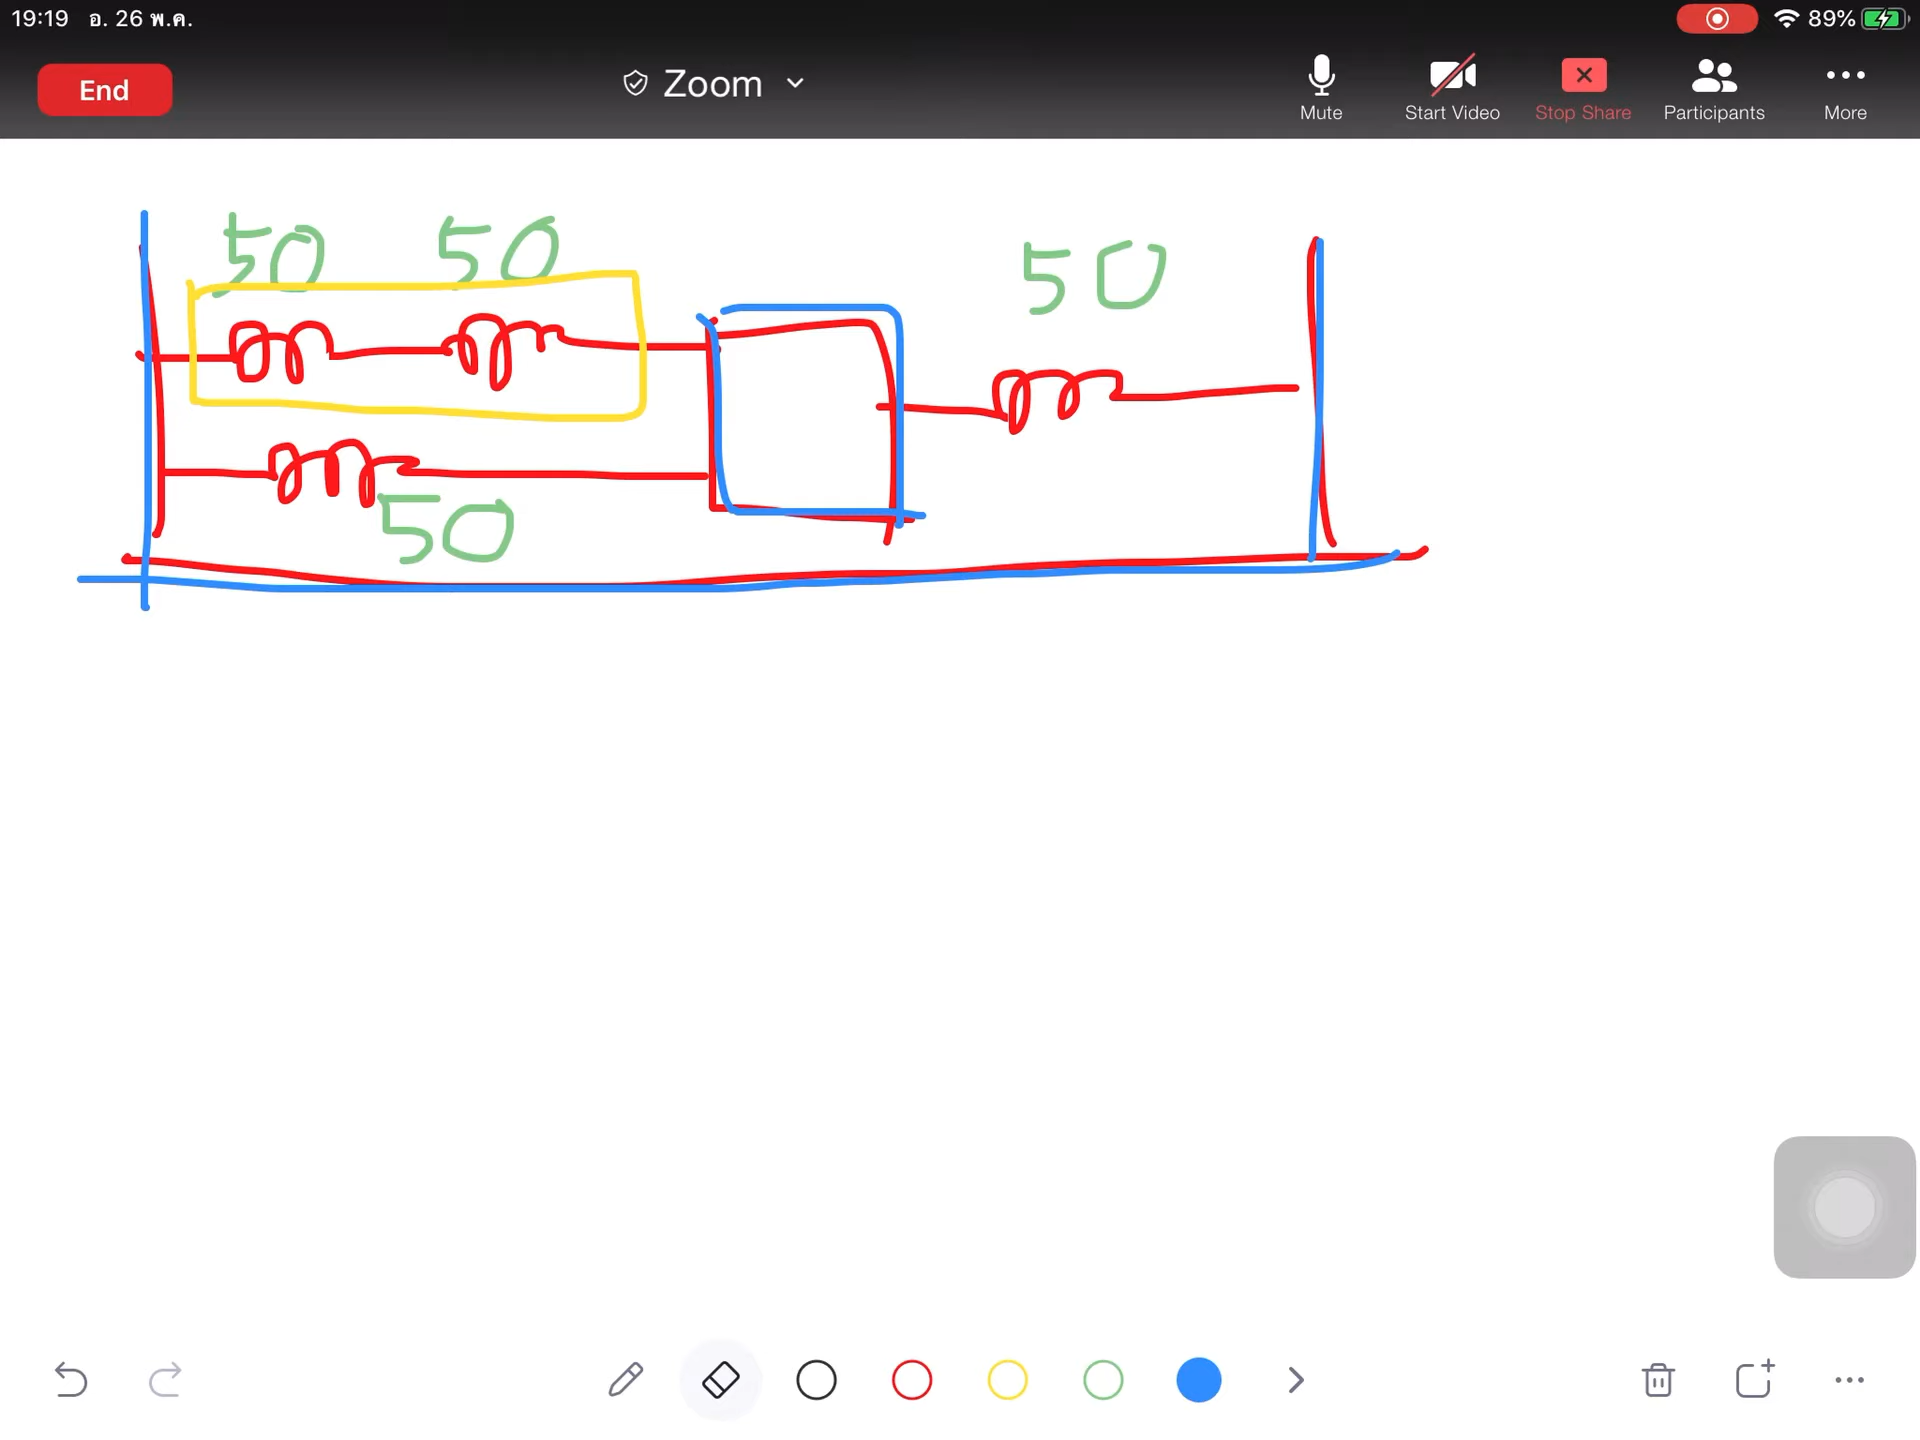 19:19 อ. 26 พ.ค.
89%
End
Zoom
Mute
Start Video
Stop Share
Participants
More
50 50 50
50